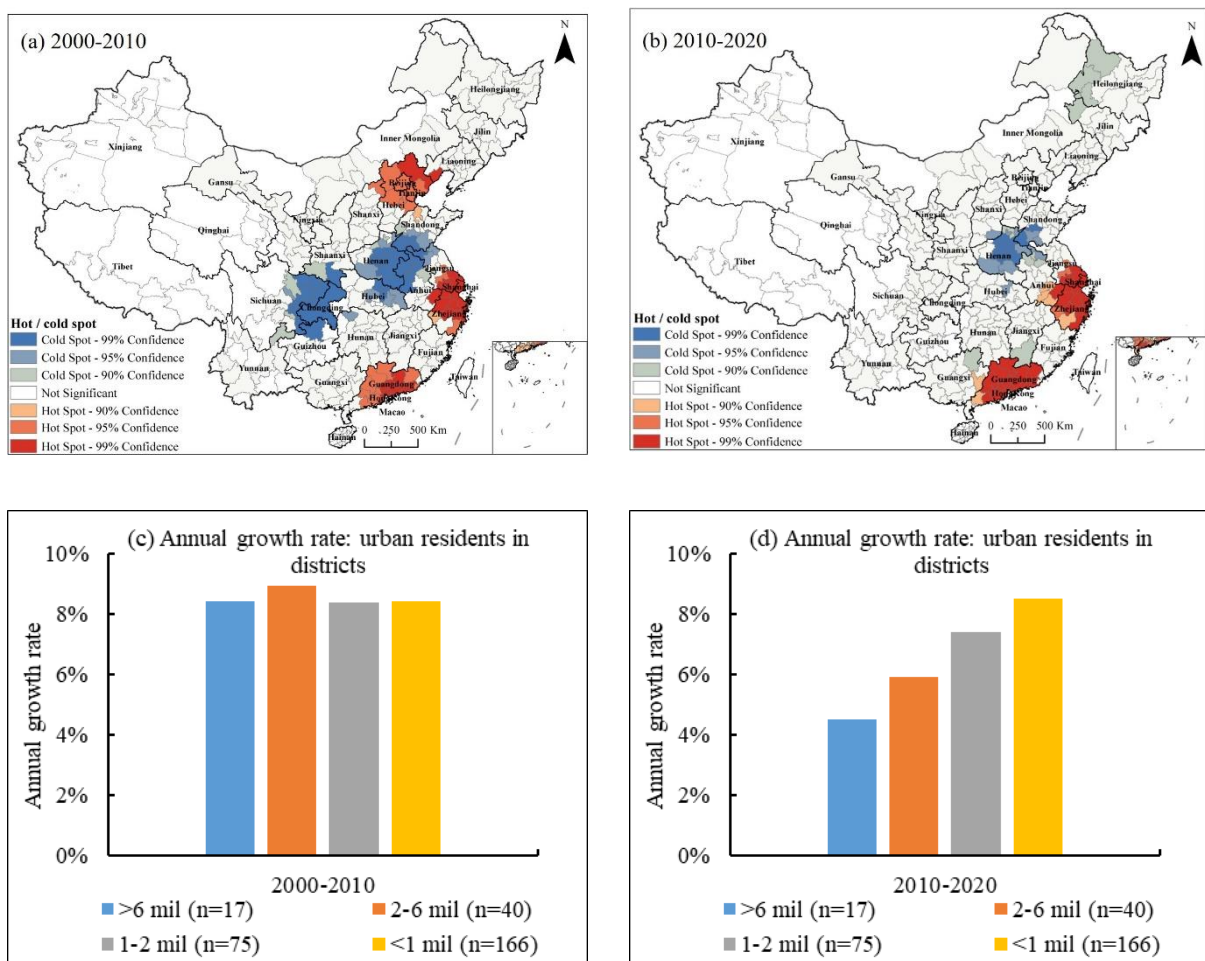 (a) 2000-2010
N
Heilongjiang
Jilin
Inner Mongolia
Liaoning
Xinjiang
Gansu
Beijing
Tianjin
Hebei
Ningxia
Shanxi
Shandong
Qinghai
Shaanxi
Henan
Jiangsu
Tibet
Shanghai
Anhui
Hubei
Sichuan
Chongqing
Zhejiang
Hunan
Jiangxi
Guizhou
Fujian
Yunnan
Guangxi
Guangdong
Taiwan
Hong Kong
Macao
Hainan
0 250 500 Km
Hot / cold spot
Cold Spot - 99% Confidence
Cold Spot - 95% Confidence
Cold Spot - 90% Confidence
Not Significant
Hot Spot - 90% Confidence
Hot Spot - 95% Confidence
Hot Spot - 99% Confidence
(b) 2010-2020
N
Heilongjiang
Jilin
Inner Mongolia
Liaoning
Xinjiang
Gansu
Beijing
Tianjin
Hebei
Ningxia
Shanxi
Shandong
Qinghai
Shaanxi
Henan
Jiangsu
Tibet
Shanghai
Anhui
Hubei
Sichuan
Chongqing
Zhejiang
Hunan
Jiangxi
Guizhou
Fujian
Yunnan
Guangxi
Guangdong
Taiwan
Hong Kong
Macao
Hainan
0 250 500 Km
Hot / cold spot
Cold Spot - 99% Confidence
Cold Spot - 95% Confidence
Cold Spot - 90% Confidence
Not Significant
Hot Spot - 90% Confidence
Hot Spot - 95% Confidence
Hot Spot - 99% Confidence
(c) Annual growth rate: urban residents in
districts
10%
8%
6%
4%
2%
0%
Annual growth rate
2000-2010
>6 mil (n=17)
2-6 mil (n=40)
1-2 mil (n=75)
<1 mil (n=166)
(d) Annual growth rate: urban residents in
districts
10%
8%
6%
4%
2%
0%
Annual growth rate
2010-2020
>6 mil (n=17)
2-6 mil (n=40)
1-2 mil (n=75)
<1 mil (n=166)